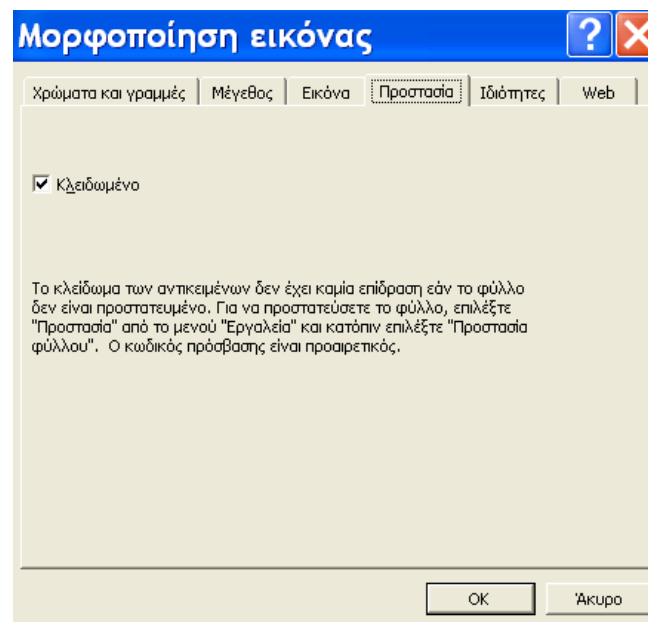 Μορφοποίηση εικόνας
Χρώματα και γραμμές Μέγεθος Εικόνα Προστασία Ιδιότητες Web
Κλειδωμένο
Το κλείδωμα των αντικειμένων δεν έχει καμία επίδραση εάν το φύλλο
δεν είναι προστατευμένο. Για να προστατεύσετε το φύλλο, επιλέξτε
"Προστασία" από το μενού "Εργαλεία" και κατόπιν επιλέξτε "Προστασία
φύλλου". Ο κωδικός πρόσβασης είναι προαιρετικός.
OK Άκυρο